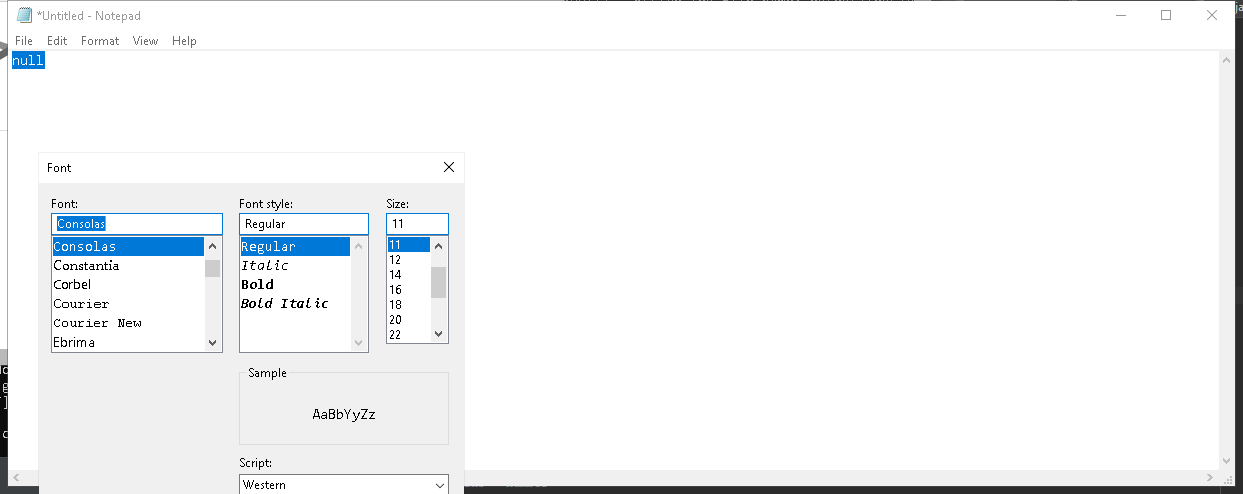 *Untitled - Notepad
File Edit Format View Help
null
Font
Font: Font style: Size:
Consolas Regular 11
Consolas Regular 11
Constantia Italic 12
Corbel Bold 14
Courier Bold Italic 16
Courier New 18
Ebrima 20
22
Sample
AaBbYyZz
Script:
Western